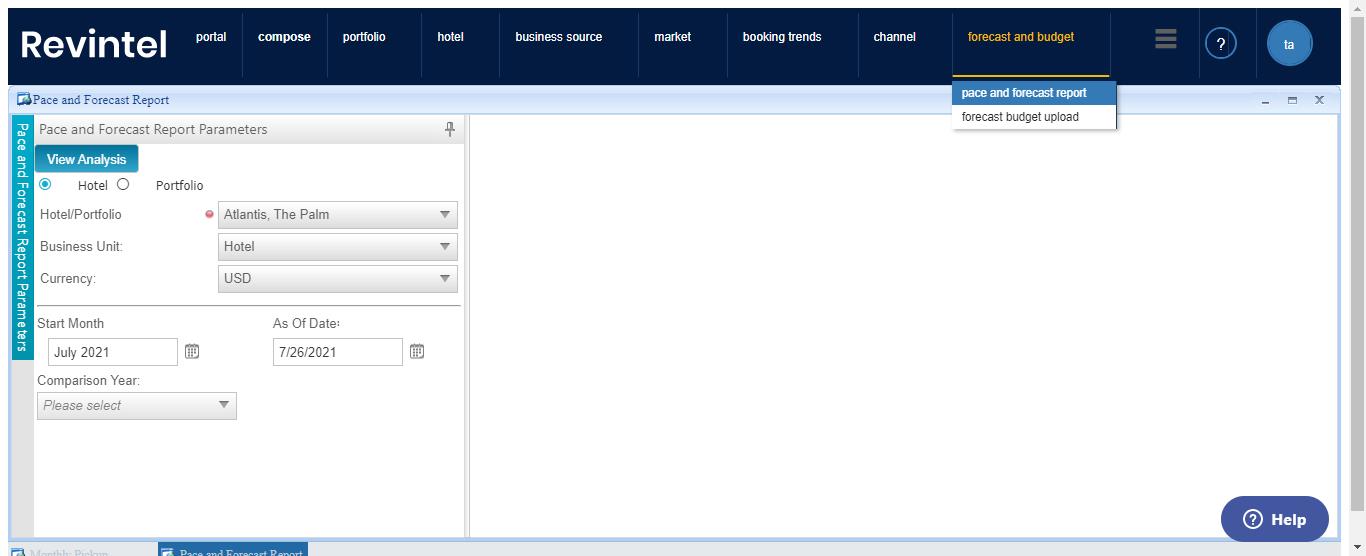 Revintel
portal
compose
portfolio
hotel
business source
market
booking trends
channel
forecast and budget
?
ta
Pace and Forecast Report
pace and forecast report
forecast budget upload
Pace and Forecast Report Parameters
Pace and Forecast Report Parameters
View Analysis
Hotel Portfolio
Hotel/Portfolio Atlantis, The Palm
Business Unit: Hotel
Currency: USD
Start Month As Of Date:
July 2021 7/26/2021
Comparison Year:
Please select
? Help
Monthly Pickup Pace and Forecast Report